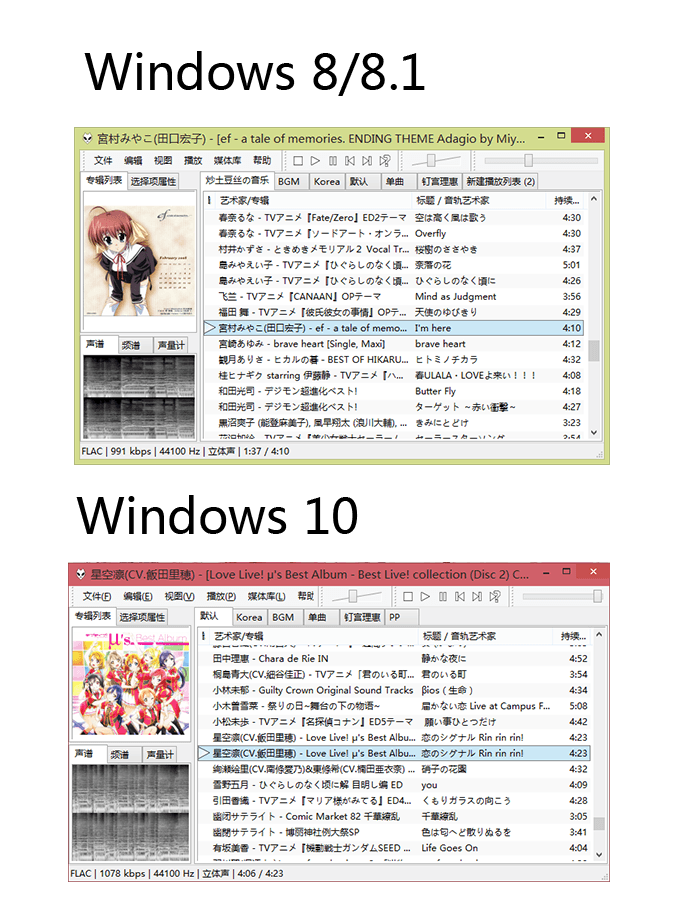 Windows 8/8.1
宮村みやこ(田口宏子) - [ef - a tale of memories. ENDING THEME Adagio by Miy...
文件 编辑 视图 播放 媒体库 帮助
专辑列表 选择项属性 炒土豆丝の音乐 BGM Korea 默认 单曲 钉宫理惠 新建播放列表 (2)
艺术家/专辑 标题 / 音轨艺术家 持续...
春奈るな - TVアニメ『Fate/Zero』ED2テーマ 空は高く風は歌う 4:30
春奈るな - TVアニメ『ソードアート・オンラ... Overfly 4:30
村井かずさ - ときめきメモリアル２ Vocal Tr... 桜樹のささやき 4:37
島みやえい子 - TVアニメ『ひぐらしのなく頃... 奈落の花 5:01
島みやえい子 - TVアニメ『ひぐらしのなく頃... ひぐらしのなく頃に 4:26
飞兰 - TVアニメ『CANAAN』OPテーマ Mind as Judgment 3:56
福田 舞 - TVアニメ『彼氏彼女の事情』OPテ... 天使のゆびきり 4:29
宮村みやこ(田口宏子) - ef - a tale of memo... I'm here 4:10
宮崎あゆみ - brave heart [Single, Maxi] brave heart 4:12
観月ありさ - ヒカルの碁 - BEST OF HIKARU... ヒトミノチカラ 4:32
桂ヒナギク starring 伊藤静 - TVアニメ『ハ... 春ULALA・LOVEよ来い！！！ 4:08
和田光司 - デジモン超進化ベスト! Butter Fly 4:18
和田光司 - デジモン超進化ベスト! ターゲット ～赤い衝撃～ 4:27
黒沼爽子 (能登麻美子), 風早翔太 (浪川大輔), ... きみにとどけ 3:23
声谱 频谱 声量计
February 2008
FLAC | 991 kbps | 44100 Hz | 立体声 | 1:37 / 4:10
Windows 10
星空凛(CV.飯田里穂) - [Love Live! μ's Best Album - Best Live! collection (Disc 2) C...
文件(F) 编辑(E) 视图(V) 播放(P) 媒体库(L) 帮助
专辑列表 选择项属性 默认 Korea BGM 单曲 钉宫理惠 PP
艺术家/专辑 标题 / 音轨艺术家 持续...
田中理惠 - Chara de Rie IN 静かな夜に 4:52
桐島青大(CV.細谷佳正) - TVアニメ「君のいる町... 君のいる町 3:54
小林未郁 - Guilty Crown Original Sound Tracks βios ( 生命 ) 4:34
小木曽雪菜 - 祭りの日~舞台の下の物语~ 届かない恋 Live at Campus F... 5:08
小松未歩 - TVアニメ『名探偵コナン』ED5テーマ 願い事ひとつだけ 4:42
星空凛(CV.飯田里穂) - Love Live! μ's Best Albu... 恋のシグナル Rin rin rin! 4:23
星空凛(CV.飯田里穂) - Love Live! μ's Best Albu... 恋のシグナル Rin rin rin! 4:23
絢瀬绘里(CV.南條愛乃)&東條希(CV.楠田亜衣奈) ... 硝子の花園 4:32
雪野五月 - ひぐらしのなく頃に解 目明し編 ED you 4:09
引田香織 - TVアニメ『マリア様がみてる』ED4... くもりガラスの向こう 4:28
幽闭サテライト - Comic Market 82 千華繚乱 千華繚乱 3:05
幽閉サテライト - 博丽神社例大祭SP 色は匂へど散りぬるを 3:41
有坂美香 - TVアニメ『機動戦士ガンダムSEED ... Life Goes On 4:04
μ's Best Album
声谱 频谱 声量计
FLAC | 1078 kbps | 44100 Hz | 立体声 | 4:06 / 4:23